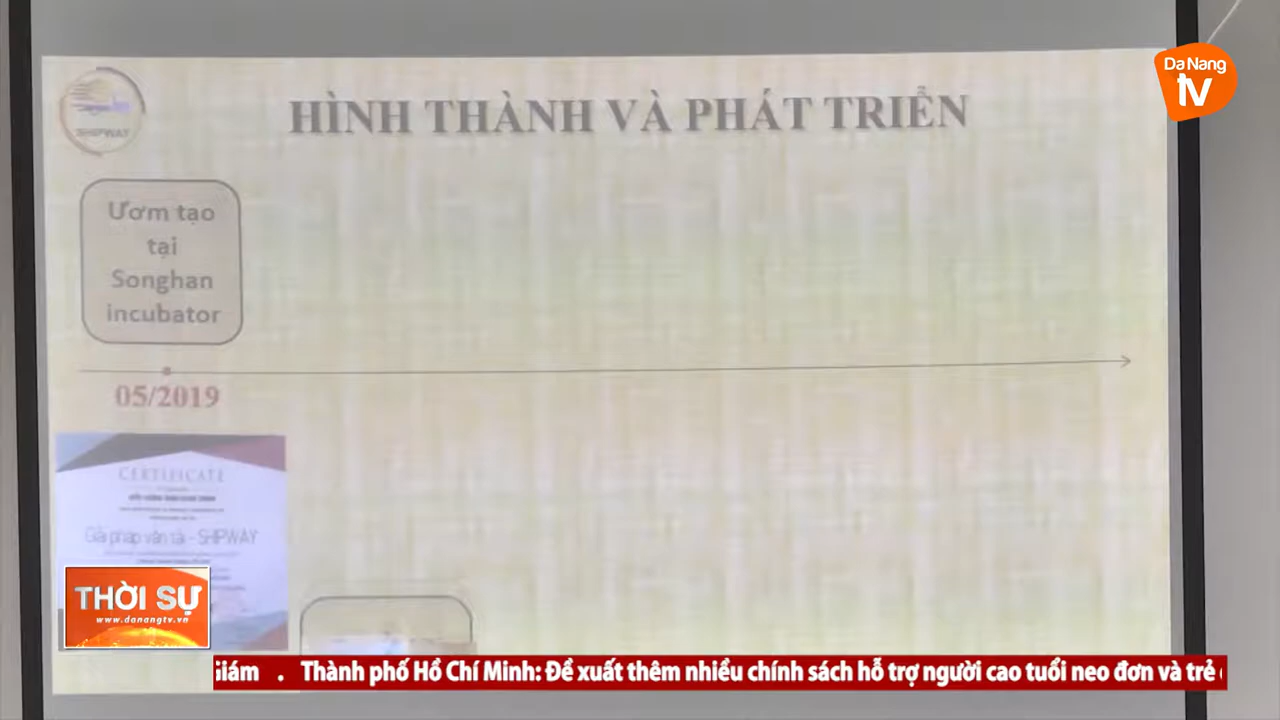 Da Nang
tv
SHIPWAY
HÌNH THÀNH VÀ PHÁT TRIỂN
Ươm tạo
tại
Songhan
incubator
05/2019
CERTIFICATE
Giải pháp vận tải - SHIPWAY
THỜI SỰ
www.danangtv.vn
Giám . Thành phố Hồ Chí Minh: Đề xuất thêm nhiều chính sách hỗ trợ người cao tuổi neo đơn và trẻ